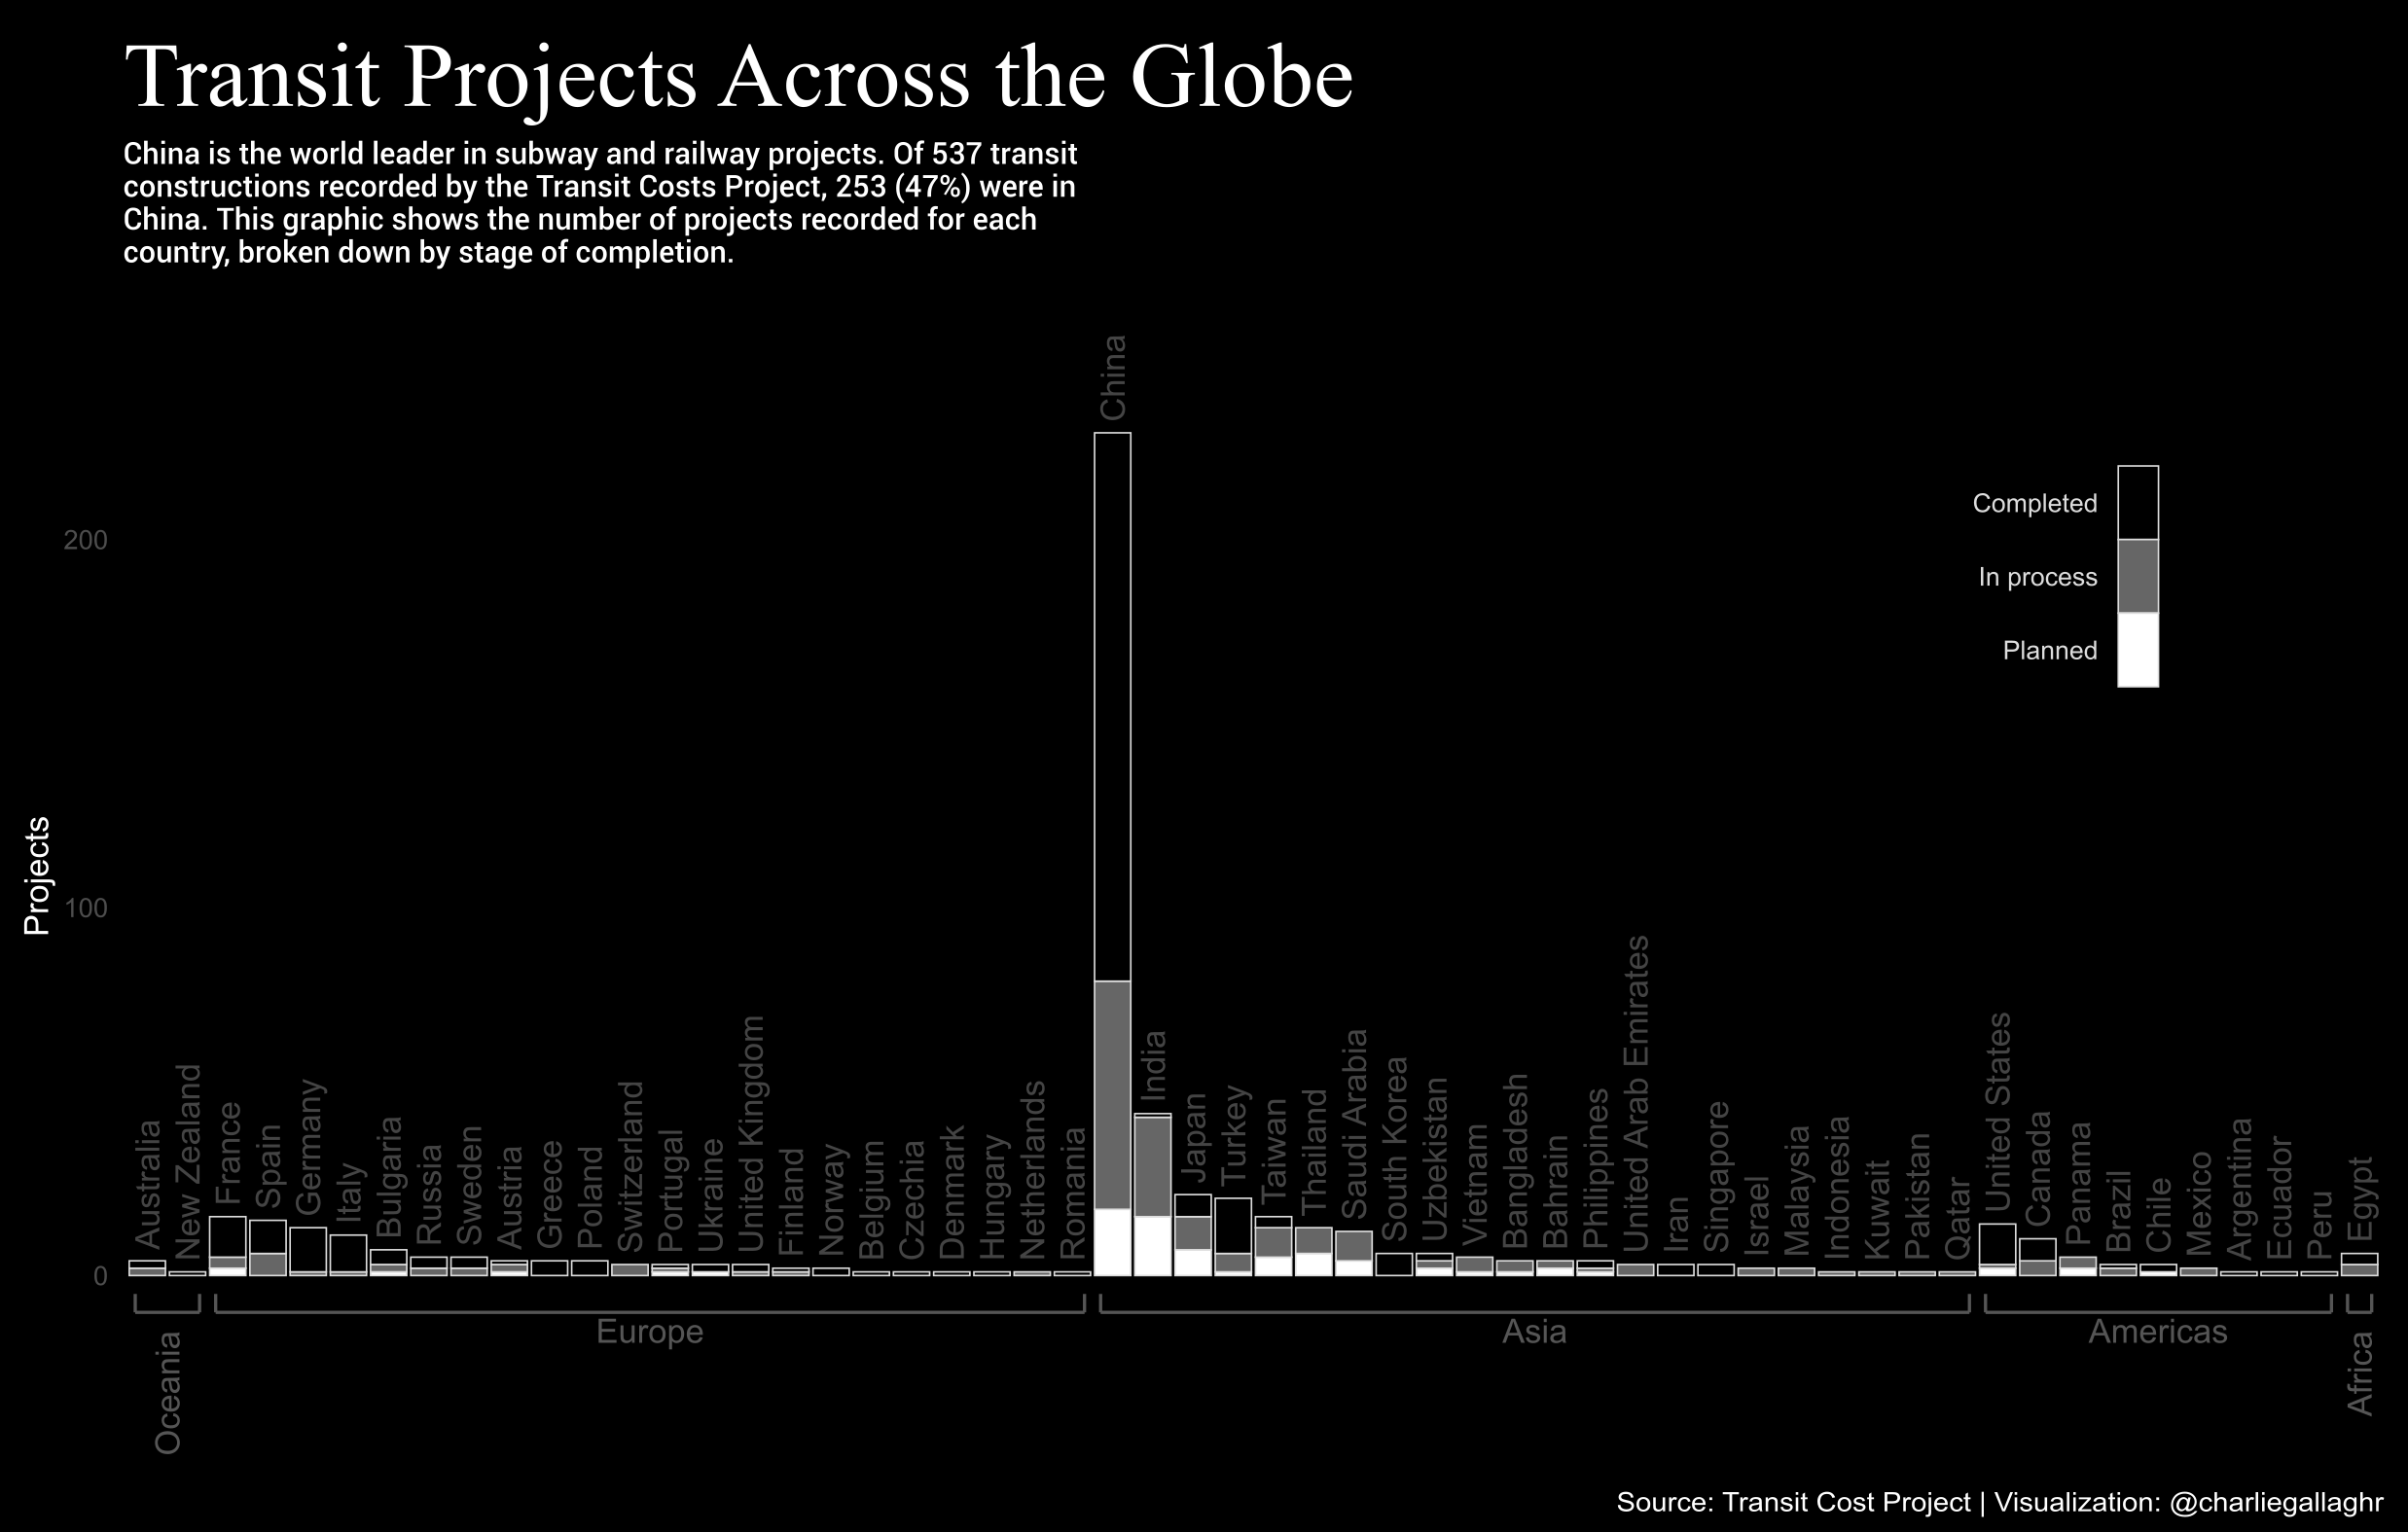 Transit Projects Across the Globe
China is the world leader in subway and railway projects. Of 537 transit
constructions recorded by the Transit Costs Project, 253 (47%) were in
China. This graphic shows the number of projects recorded for each
country, broken down by stage of completion.
Completed
In process
Planned
Projects
200
100
0
Australia
New Zealand
France
Spain
Germany
Italy
Bulgaria
Russia
Sweden
Austria
Greece
Poland
Switzerland
Portugal
Ukraine
United Kingdom
Finland
Norway
Belgium
Czechia
Denmark
Hungary
Netherlands
Romania
China
India
Japan
Turkey
Taiwan
Thailand
Saudi Arabia
South Korea
Uzbekistan
Vietnam
Bangladesh
Bahrain
Philippines
United Arab Emirates
Iran
Singapore
Israel
Malaysia
Indonesia
Kuwait
Pakistan
Qatar
United States
Canada
Panama
Brazil
Chile
Mexico
Argentina
Ecuador
Peru
Egypt
Oceania
Europe
Asia
Americas
Africa
Source: Transit Cost Project | Visualization: @charliegallaghr